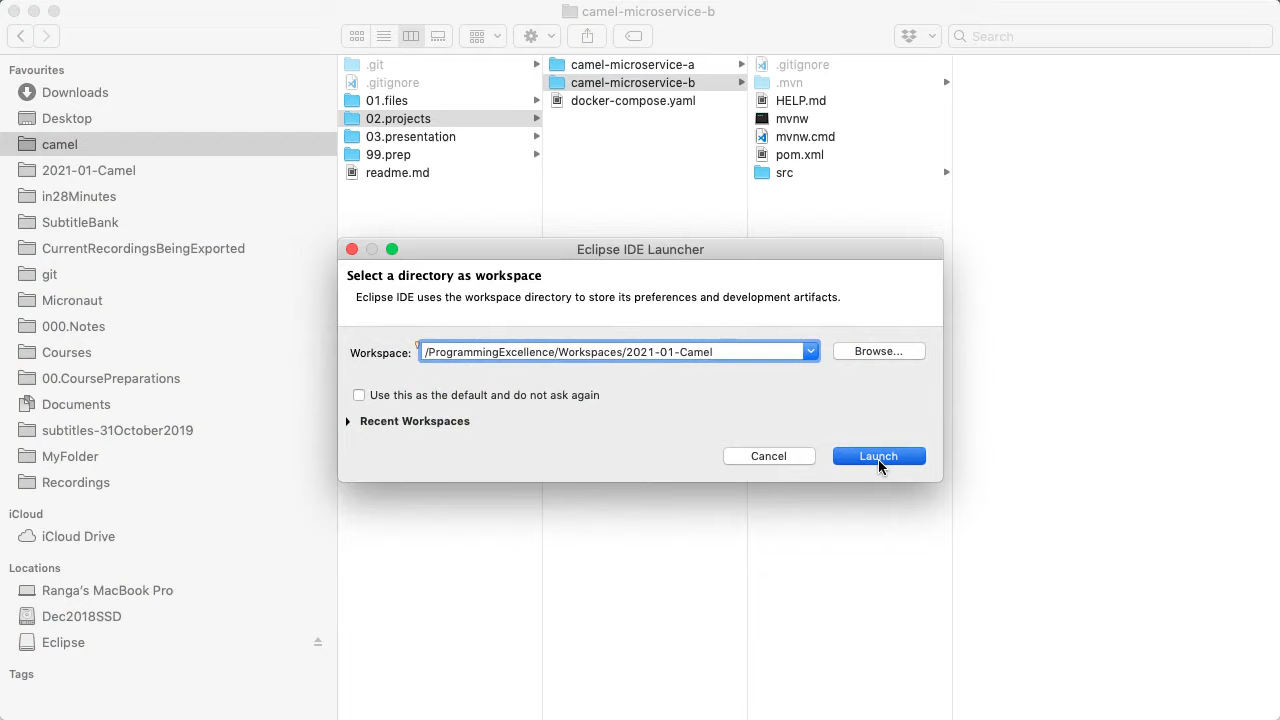 camel-microservice-b
Search
Favourites
Downloads
Desktop
camel
2021-01-Camel
in28Minutes
SubtitleBank
CurrentRecordingsBeingExported
git
Micronaut
000.Notes
Courses
00.CoursePreparations
Documents
subtitles-31October2019
MyFolder
Recordings
iCloud
iCloud Drive
Locations
Ranga's MacBook Pro
Dec2018SSD
Eclipse
Tags
.git
.gitignore
01.files
02.projects
03.presentation
99.prep
readme.md
camel-microservice-a
camel-microservice-b
docker-compose.yaml
.gitignore
.mvn
HELP.md
mvnw
mvnw.cmd
pom.xml
src
Eclipse IDE Launcher
Select a directory as workspace
Eclipse IDE uses the workspace directory to store its preferences and development artifacts.
Workspace: /ProgrammingExcellence/Workspaces/2021-01-Camel Browse...
Use this as the default and do not ask again
Recent Workspaces
Cancel Launch